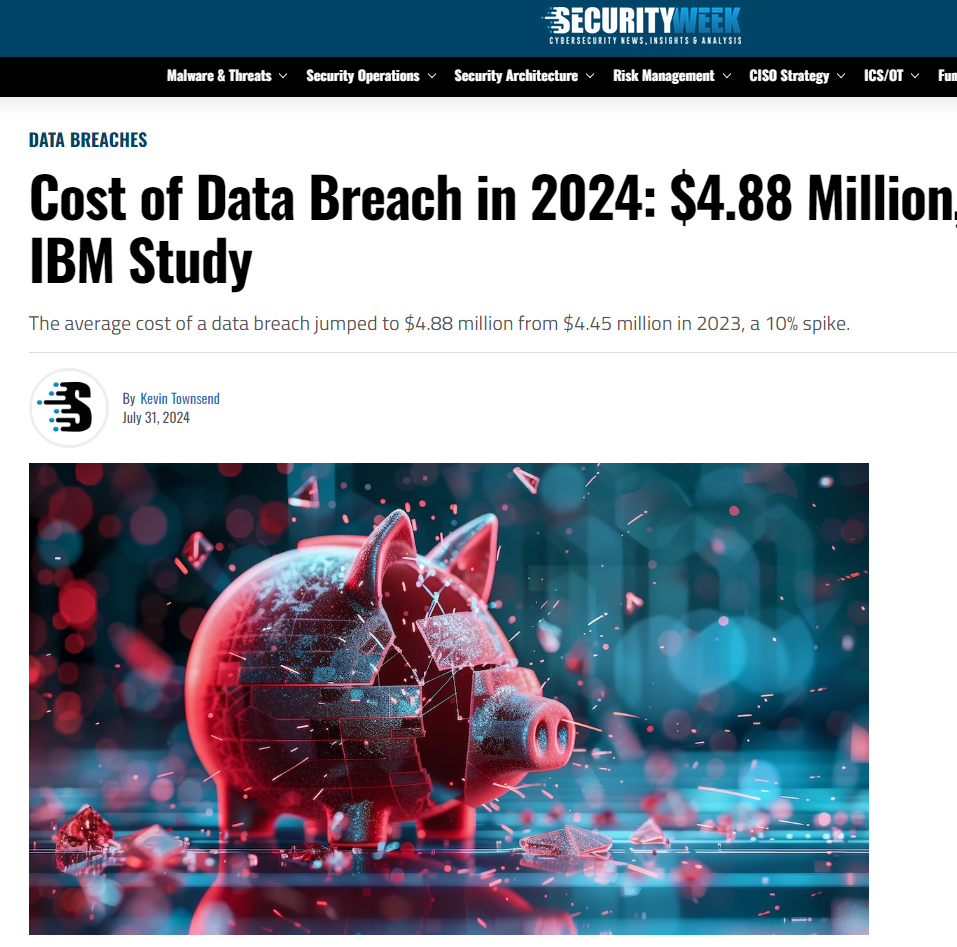 SECURITYWEEK
CYBERSECURITY NEWS, INSIGHTS & ANALYSIS
Malware & Threats Security Operations Security Architecture Risk Management CISO Strategy ICS/OT
DATA BREACHES
Cost of Data Breach in 2024: $4.88 Million,
IBM Study
The average cost of a data breach jumped to $4.88 million from $4.45 million in 2023, a 10% spike.
S
By Kevin Townsend
July 31, 2024